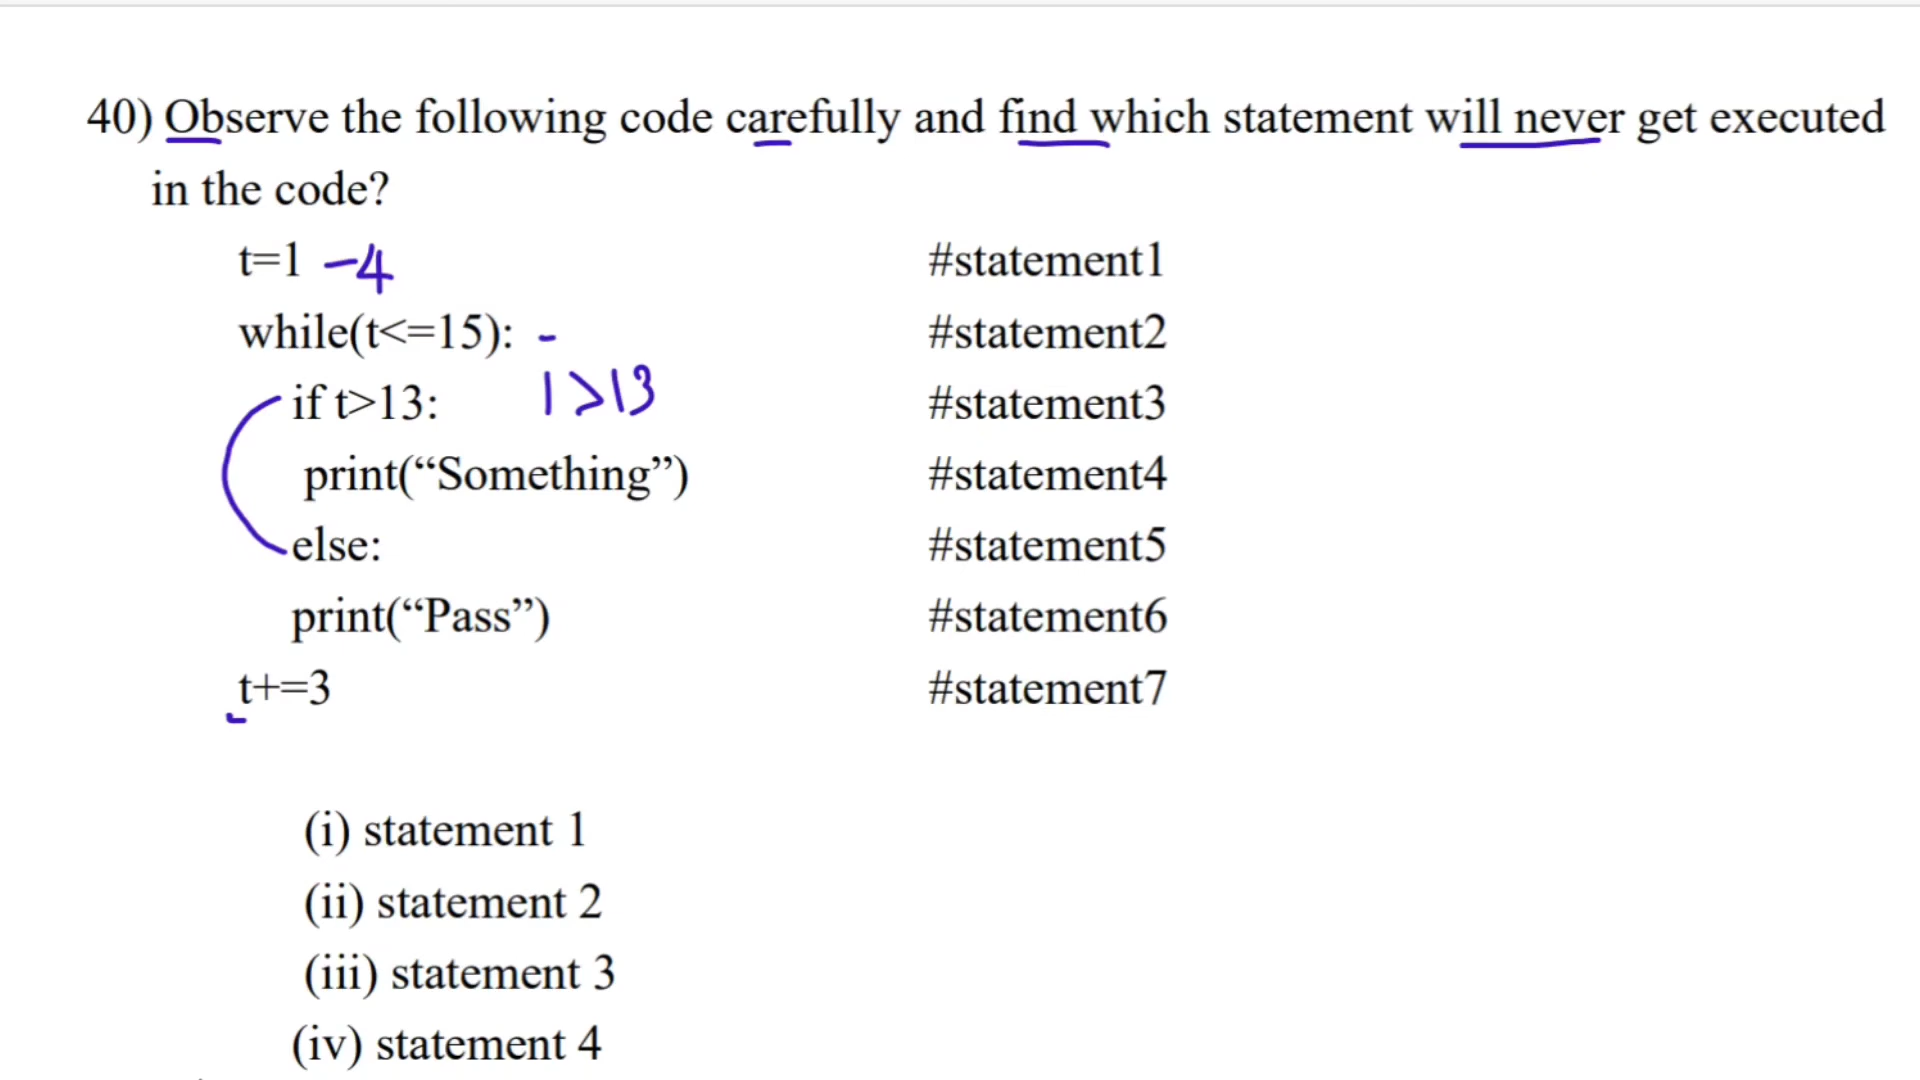 40) Observe the following code carefully and find which statement will never get executed
in the code?
t=1 -4 #statement1
while(t<=15): - #statement2
if t>13: 1>13 #statement3
print(“Something”) #statement4
else: #statement5
print(“Pass”) #statement6
t+=3 #statement7
(i) statement 1
(ii) statement 2
(iii) statement 3
(iv) statement 4